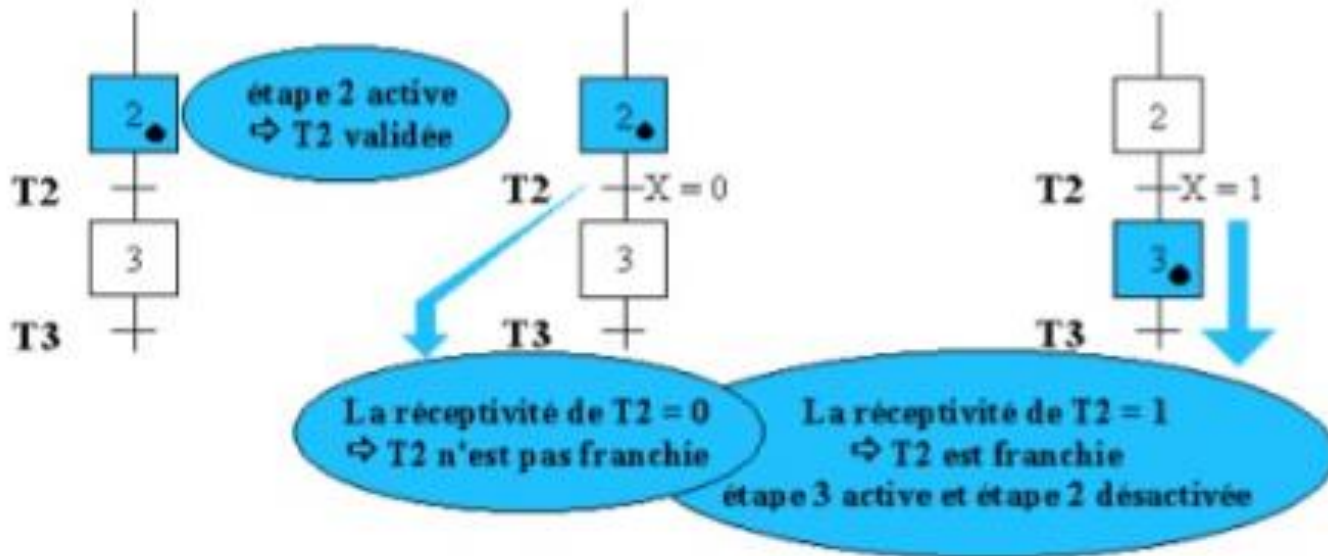 2
étape 2 active
⇨ T2 validée
T2
3
T3
2
T2 X = 0
3
T3
2
T2 X = 1
3
T3
La réceptivité de T2 = 0
⇨ T2 n'est pas franchie
La réceptivité de T2 = 1
⇨ T2 est franchie
étape 3 active et étape 2 désactivée